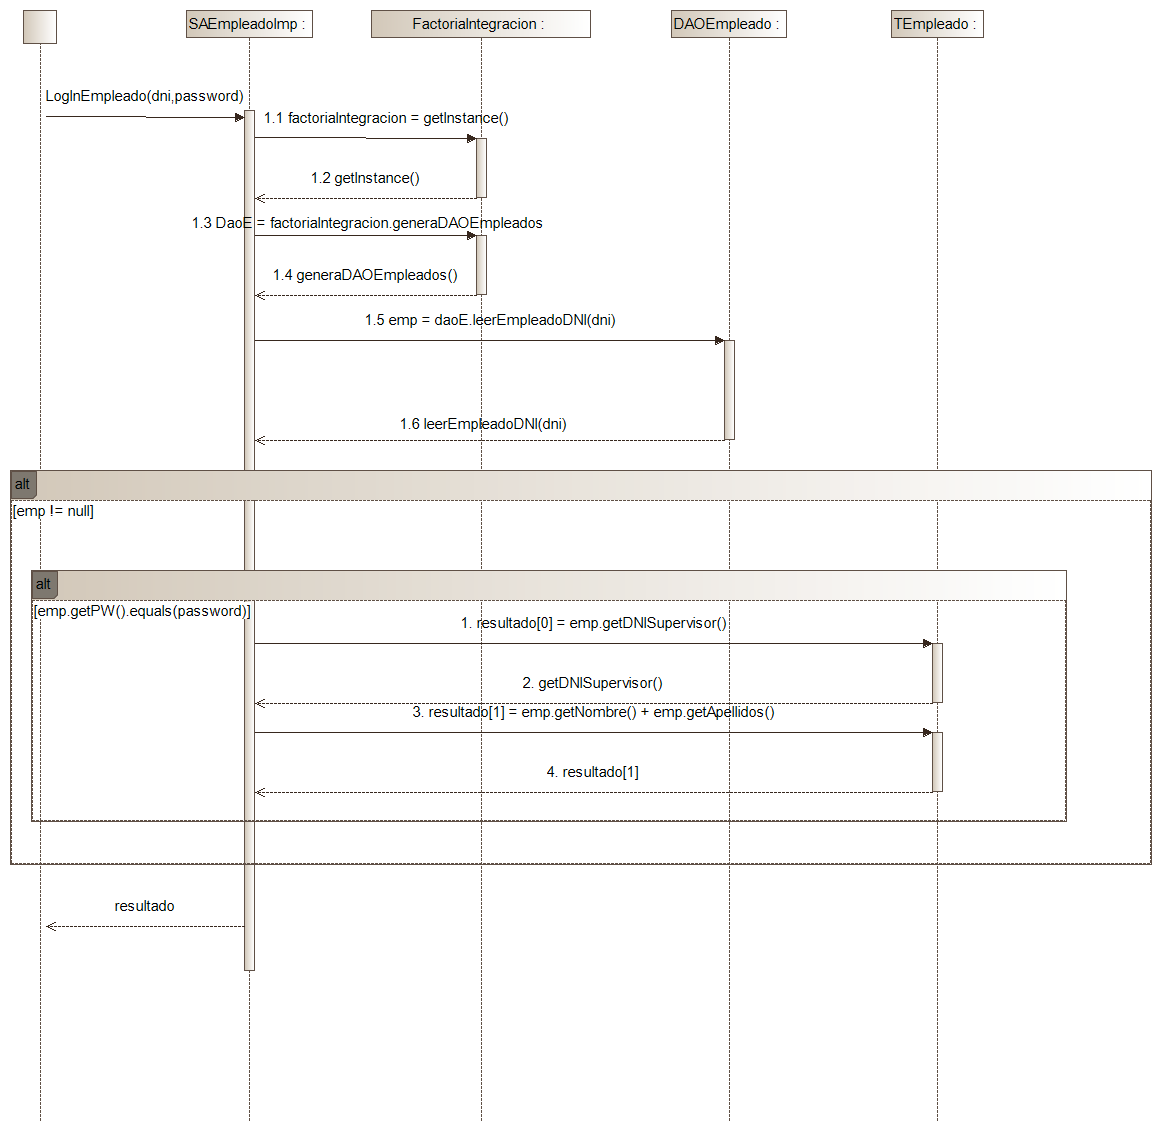 SAEmpleadoImp :
FactoriaIntegracion :
DAOEmpleado :
TEmpleado :
LogInEmpleado(dni,password)
1.1 factoriaIntegracion = getInstance()
1.2 getInstance()
1.3 DaoE = factoriaIntegracion.generaDAOEmpleados
1.4 generaDAOEmpleados()
1.5 emp = daoE.leerEmpleadoDNI(dni)
1.6 leerEmpleadoDNI(dni)
alt
[emp != null]
alt
[emp.getPW().equals(password)]
1. resultado[0] = emp.getDNISupervisor()
2. getDNISupervisor()
3. resultado[1] = emp.getNombre() + emp.getApellidos()
4. resultado[1]
resultado